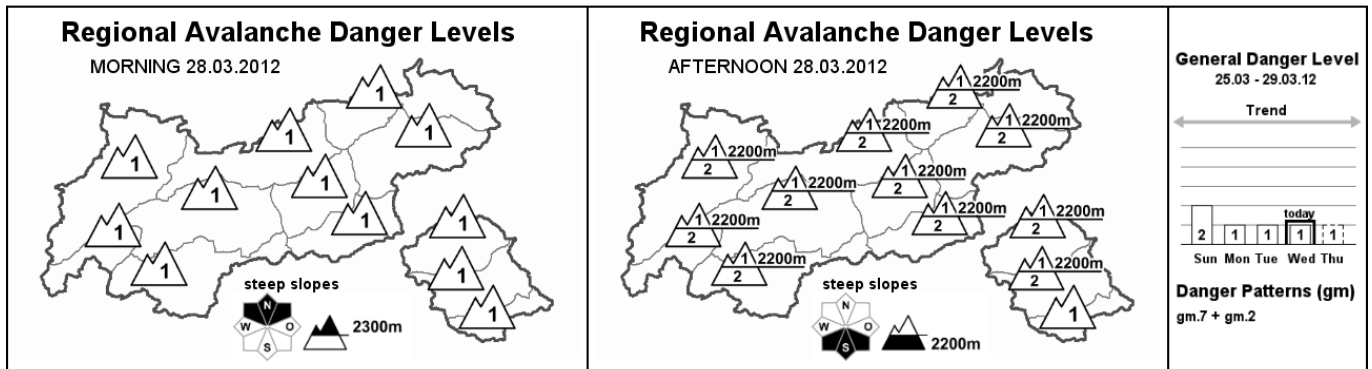 Regional Avalanche Danger Levels
MORNING 28.03.2012
1
1
1
1
1
1
1
1
1
1
1
1
1
steep slopes
N
W O
S
2300m
Regional Avalanche Danger Levels
AFTERNOON 28.03.2012
1 2200m
2
1 2200m
2
1 2200m
2
1 2200m
2
1 2200m
2
1 2200m
2
1 2200m
2
1 2200m
2
1 2200m
2
1 2200m
2
1 2200m
2
1
steep slopes
N
W O
S
2200m
General Danger Level
25.03 - 29.03.12
Trend
today
2 1 1 1 1
Sun Mon Tue Wed Thu
Danger Patterns (gm)
gm.7 + gm.2